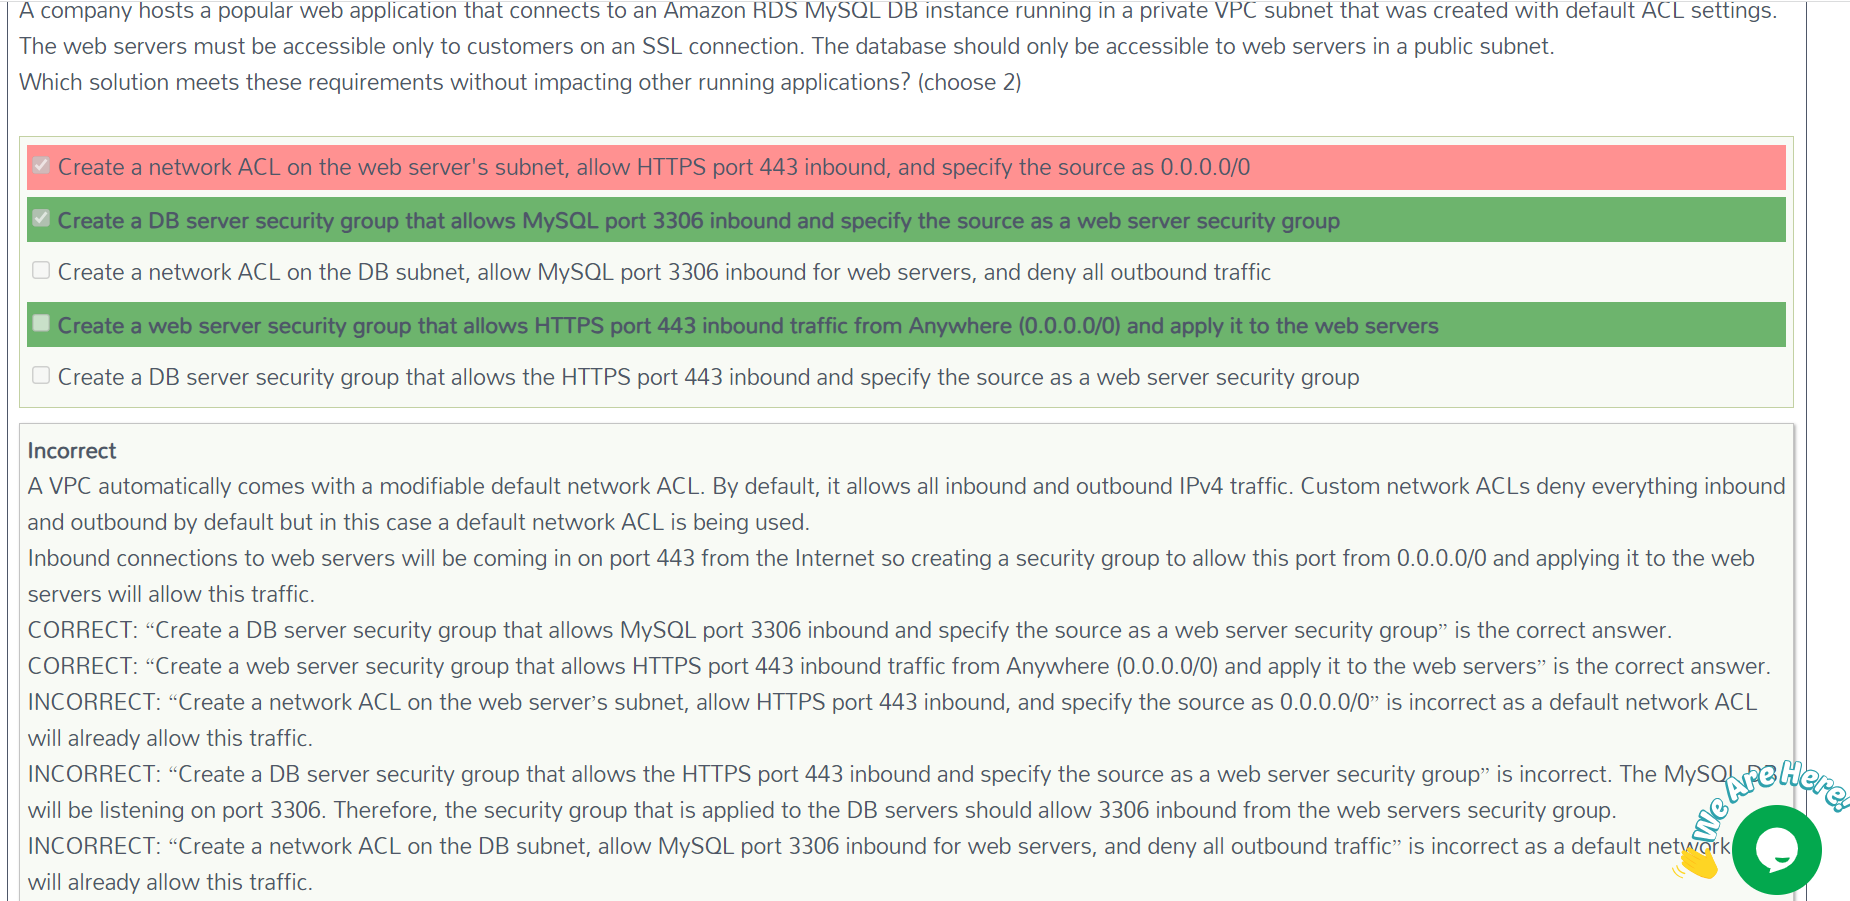 A company hosts a popular web application that connects to an Amazon RDS MySQL DB instance running in a private VPC subnet that was created with default ACL settings.
The web servers must be accessible only to customers on an SSL connection. The database should only be accessible to web servers in a public subnet.
Which solution meets these requirements without impacting other running applications? (choose 2)
Create a network ACL on the web server's subnet, allow HTTPS port 443 inbound, and specify the source as 0.0.0.0/0
Create a DB server security group that allows MySQL port 3306 inbound and specify the source as a web server security group
Create a network ACL on the DB subnet, allow MySQL port 3306 inbound for web servers, and deny all outbound traffic
Create a web server security group that allows HTTPS port 443 inbound traffic from Anywhere (0.0.0.0/0) and apply it to the web servers
Create a DB server security group that allows the HTTPS port 443 inbound and specify the source as a web server security group
Incorrect
A VPC automatically comes with a modifiable default network ACL. By default, it allows all inbound and outbound IPv4 traffic. Custom network ACLs deny everything inbound
and outbound by default but in this case a default network ACL is being used.
Inbound connections to web servers will be coming in on port 443 from the Internet so creating a security group to allow this port from 0.0.0.0/0 and applying it to the web
servers will allow this traffic.
CORRECT: “Create a DB server security group that allows MySQL port 3306 inbound and specify the source as a web server security group” is the correct answer.
CORRECT: “Create a web server security group that allows HTTPS port 443 inbound traffic from Anywhere (0.0.0.0/0) and apply it to the web servers” is the correct answer.
INCORRECT: “Create a network ACL on the web server’s subnet, allow HTTPS port 443 inbound, and specify the source as 0.0.0.0/0” is incorrect as a default network ACL
will already allow this traffic.
INCORRECT: “Create a DB server security group that allows the HTTPS port 443 inbound and specify the source as a web server security group” is incorrect. The MySQL DB
will be listening on port 3306. Therefore, the security group that is applied to the DB servers should allow 3306 inbound from the web servers security group.
INCORRECT: “Create a network ACL on the DB subnet, allow MySQL port 3306 inbound for web servers, and deny all outbound traffic” is incorrect as a default network
will already allow this traffic.
We Are Here!